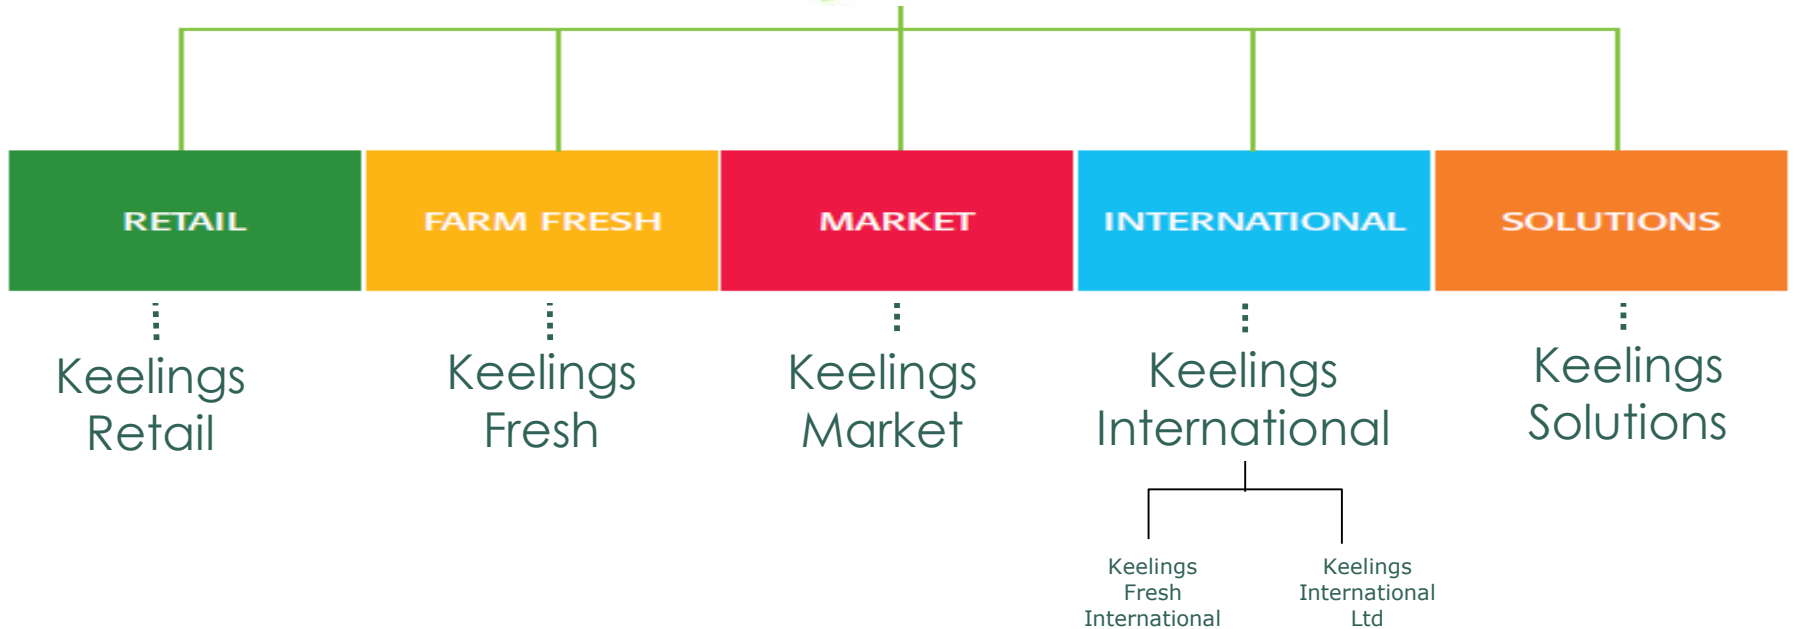 RETAIL
FARM FRESH
MARKET
INTERNATIONAL
SOLUTIONS
Keelings
Retail
Keelings
Fresh
Keelings
Market
Keelings
International
Keelings
Solutions
Keelings
Fresh
International
Keelings
International
Ltd